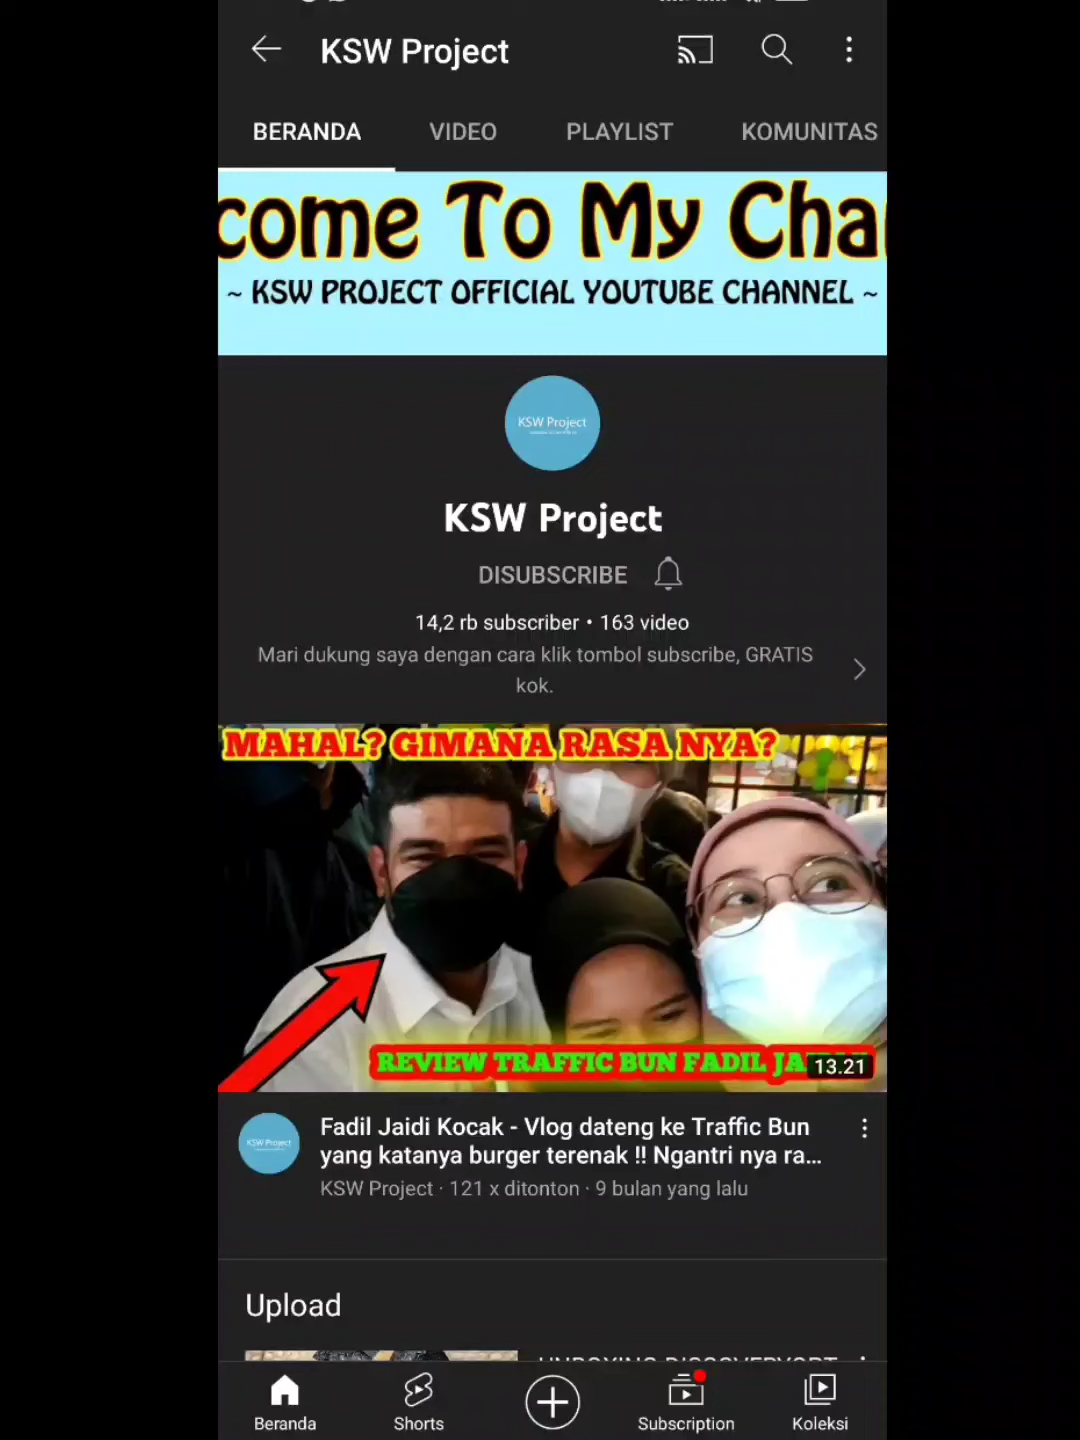 KSW Project
BERANDA VIDEO PLAYLIST KOMUNITAS
come To My Cha
~ KSW PROJECT OFFICIAL YOUTUBE CHANNEL ~
KSW Project
KSW Project
DISUBSCRIBE
14,2 rb subscriber • 163 video
Mari dukung saya dengan cara klik tombol subscribe, GRATIS
kok.
MAHAL? GIMANA RASA NYA?
REVIEW TRAFFIC BUN FADIL JA
13.21
KSW Project
Fadil Jaidi Kocak - Vlog dateng ke Traffic Bun
yang katanya burger terenak !! Ngantri nya ra...
KSW Project · 121 x ditonton · 9 bulan yang lalu
Upload
Beranda Shorts Subscription Koleksi